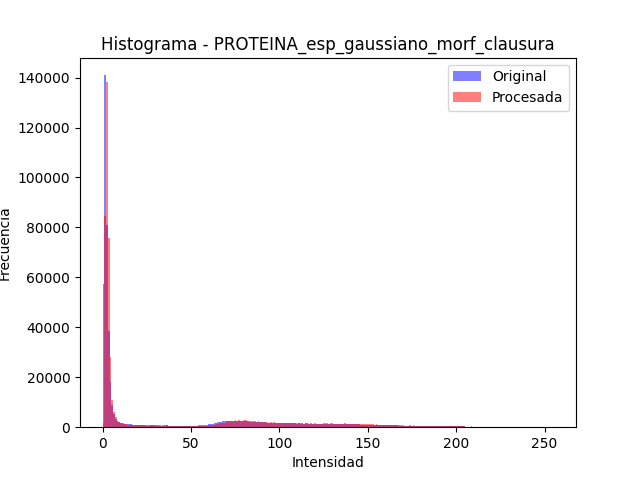 Histograma - PROTEINA_esp_gaussiano_morf_clausura
Original
Procesada
140000
120000
100000
80000
60000
40000
20000
0
Frecuencia
0 50 100 150 200 250
Intensidad